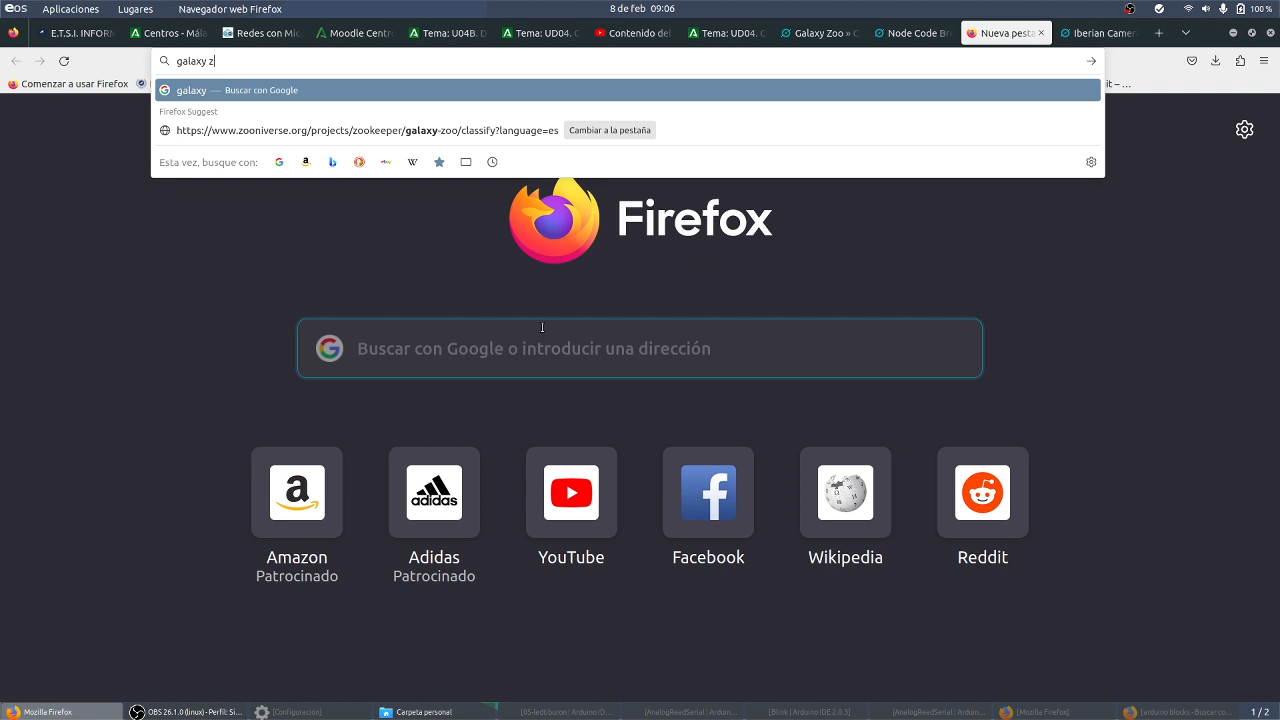 eos Aplicaciones Lugares Navegador web Firefox 8 de feb 09:06 100 %
E.T.S.I. INFORM Centros - Mála Redes con Mic Moodle Centr Tema: U04B. D Tema: UD04. C Contenido del Tema: UD04. C Galaxy Zoo » C Node Code Br Nueva pesta Iberian Camer
galaxy z
Comenzar a usar Firefox it — …
galaxy — Buscar con Google
Firefox Suggest
https://www.zooniverse.org/projects/zookeeper/galaxy-zoo/classify?language=es Cambiar a la pestaña
Esta vez, busque con:
Firefox
Buscar con Google o introducir una dirección
Amazon Adidas YouTube Facebook Wikipedia Reddit
Patrocinado Patrocinado
Mozilla Firefox OBS 26.1.0 (linux) - Perfil: Si... [Configuración] Carpeta personal [05-ledtiburon | Arduino ID... [AnalogReadSerial | Arduin... [Blink | Arduino IDE 2.0.3] [AnalogReadSerial | Arduin... [Mozilla Firefox] [arduino blocks - Buscar co... 1 / 2